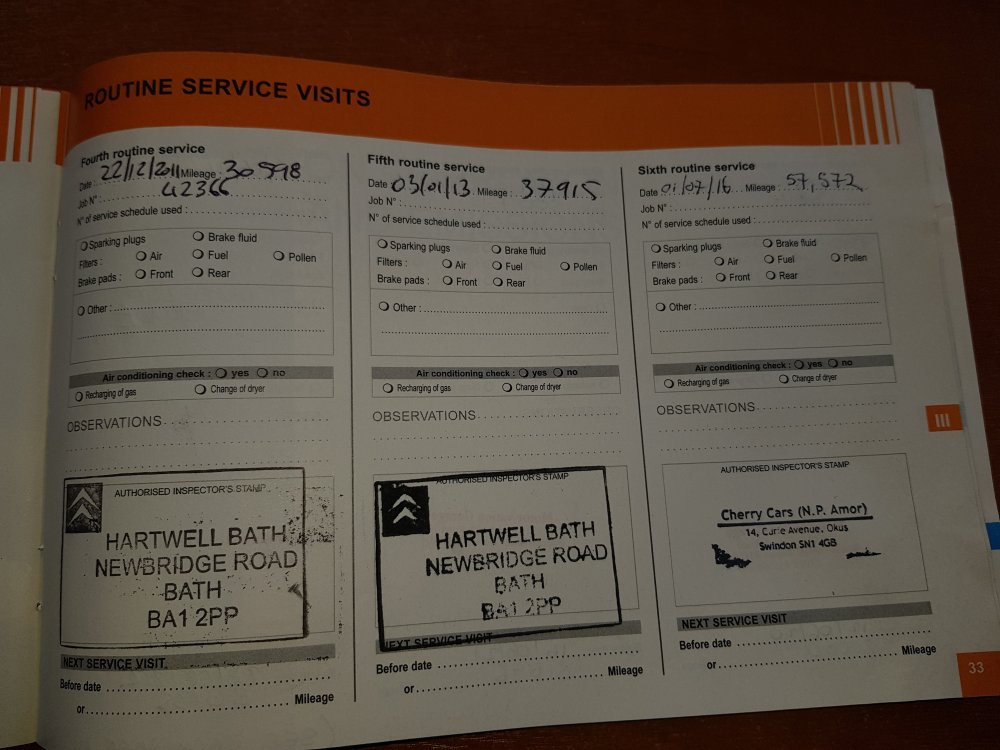 ROUTINE SERVICE VISITS
Fourth routine service
Date 22/12/2011 Mileage : 30 598
Job N° : 42366
N° of service schedule used :
Sparking plugs Brake fluid
Filters : Air Fuel Pollen
Brake pads : Front Rear
Other :
Air conditioning check : yes no
Recharging of gas Change of dryer
OBSERVATIONS
AUTHORISED INSPECTOR'S STAMP
HARTWELL BATH
NEWBRIDGE ROAD
BATH
BA1 2PP
NEXT SERVICE VISIT
Before date
or Mileage
Fifth routine service
Date 03/01/13 Mileage : 37915
Job N° :
N° of service schedule used :
Sparking plugs Brake fluid
Filters : Air Fuel Pollen
Brake pads : Front Rear
Other :
Air conditioning check : yes no
Recharging of gas Change of dryer
OBSERVATIONS
AUTHORISED INSPECTOR'S STAMP
HARTWELL BATH
NEWBRIDGE ROAD
BATH
BA1 2PP
NEXT SERVICE VISIT
Before date
or Mileage
Sixth routine service
Date 01/07/16 Mileage : 57,572
Job N° :
N° of service schedule used :
Sparking plugs Brake fluid
Filters : Air Fuel Pollen
Brake pads : Front Rear
Other :
Air conditioning check : yes no
Recharging of gas Change of dryer
OBSERVATIONS
AUTHORISED INSPECTOR'S STAMP
Cherry Cars (N.P. Amor)
14, Avenue, Okus
Swindon SN1 4GB
NEXT SERVICE VISIT
Before date
or Mileage
III
33